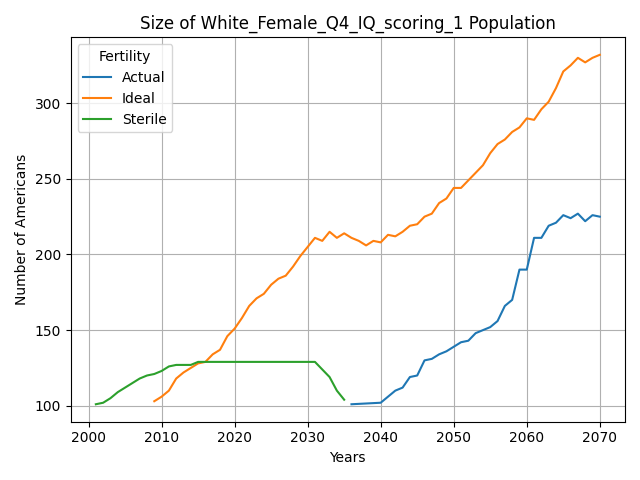 Size of White_Female_Q4_IQ_scoring_1 Population
Fertility
Actual
Ideal
Sterile
Number of Americans
300
250
200
150
100
2000 2010 2020 2030 2040 2050 2060 2070
Years